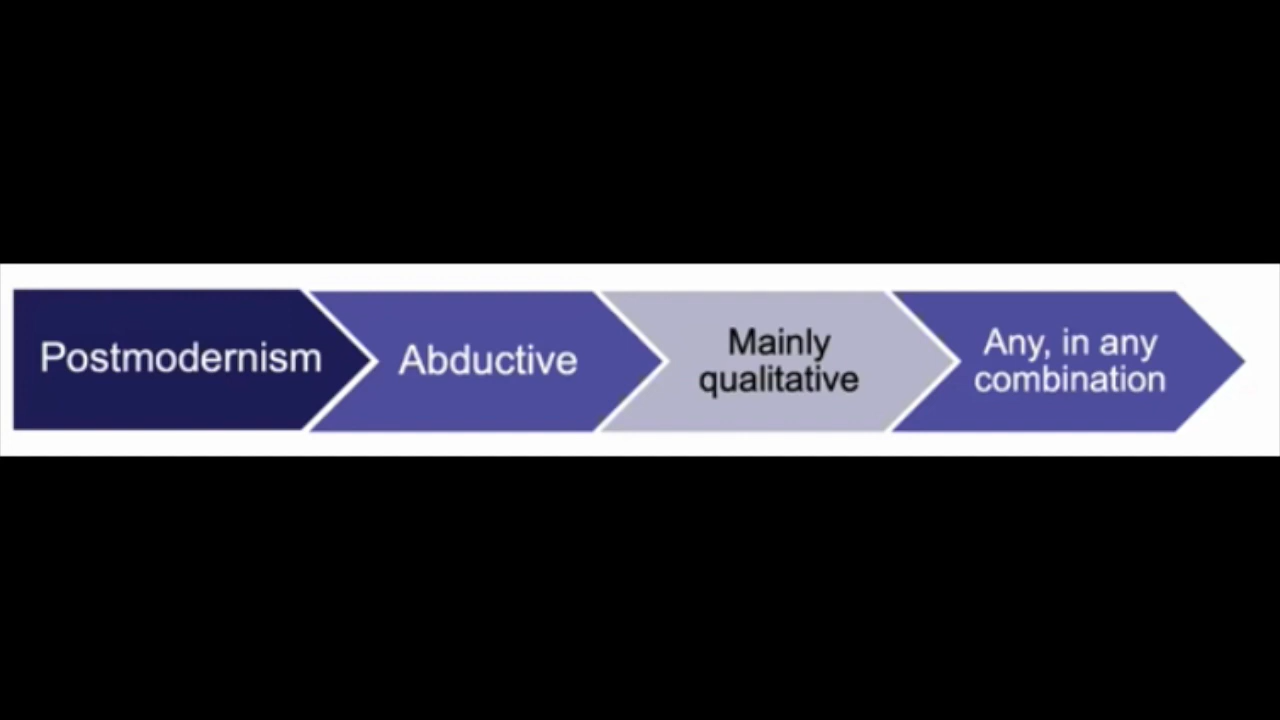 Postmodernism
Abductive
Mainly
qualitative
Any, in any
combination